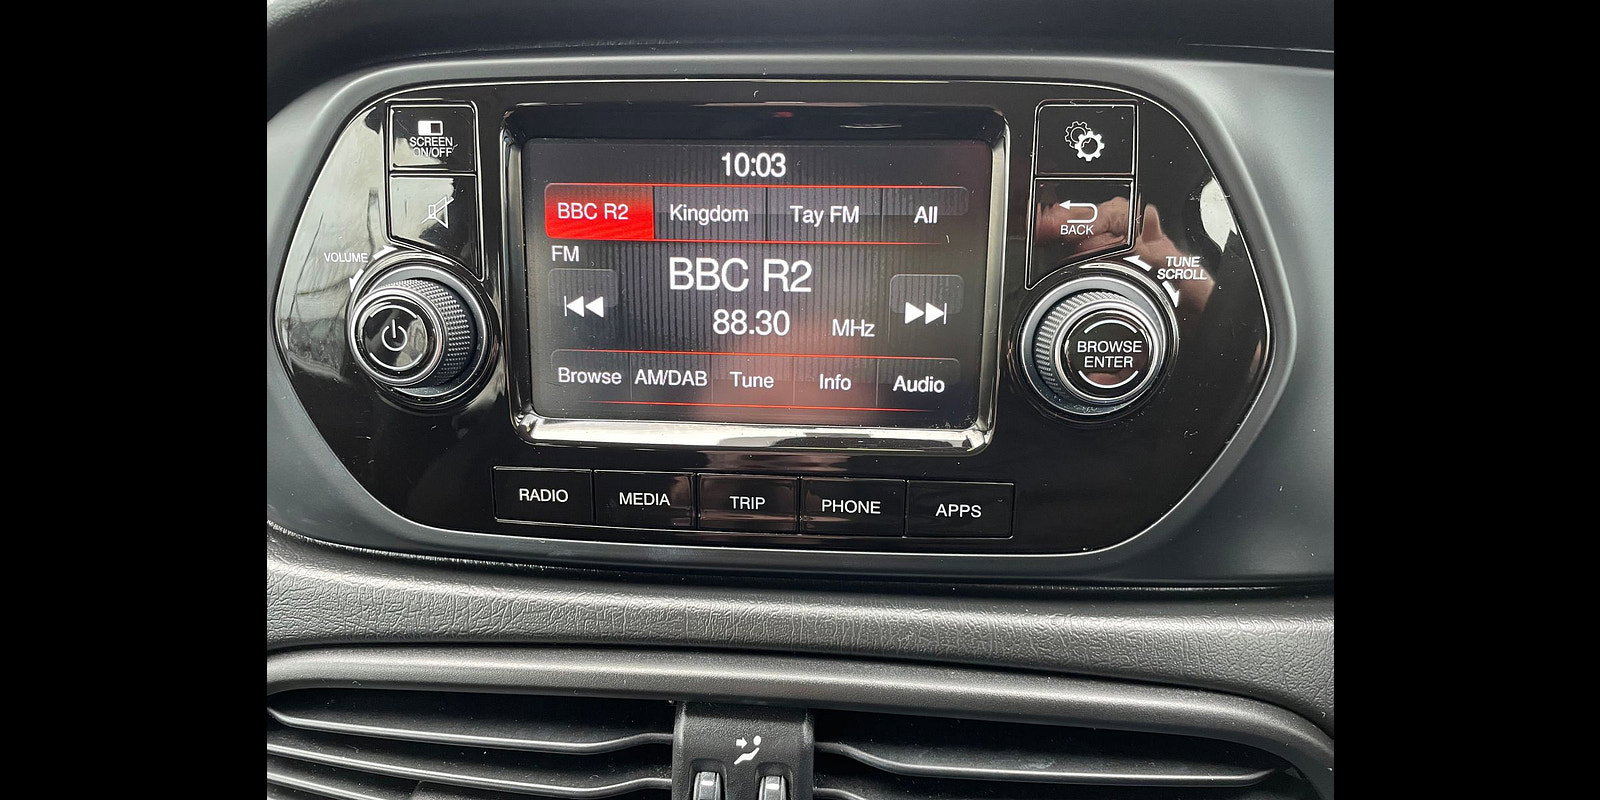 SCREEN
ON/OFF
10:03
BBC R2 Kingdom Tay FM All
BACK
VOLUME
FM
BBC R2
TUNE
SCROLL
88.30 MHz
BROWSE
ENTER
Browse AM/DAB Tune Info Audio
RADIO MEDIA TRIP PHONE APPS